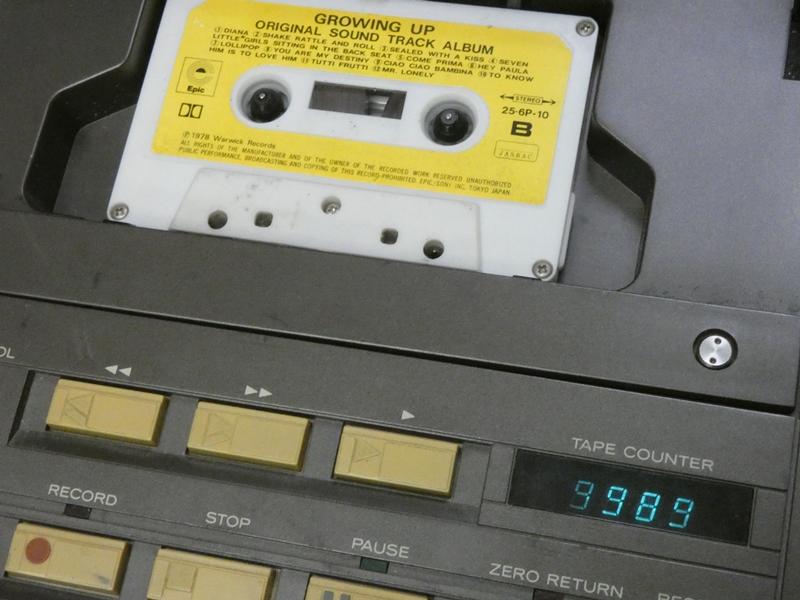 GROWING UP
ORIGINAL SOUND TRACK ALBUM
①DIANA ②SHAKE RATTLE AND ROLL ③SEALED WITH A KISS ④SEVEN
LITTLE GIRLS SITTING IN THE BACK SEAT ⑤COME PRIMA ⑥HEY PAULA
⑦LOLLIPOP ⑧YOU ARE MY DESTINY ⑨CIAO CIAO BAMBINA ⑩TO KNOW
HIM IS TO LOVE HIM ⑪TUTTI FRUTTI ⑫MR. LONELY
Epic
STEREO
25·6P-10
B
JASRAC
Ⓟ1978 Warwick Records
ALL RIGHTS OF THE MANUFACTURER AND OF THE OWNER OF THE RECORDED WORK RESERVED UNAUTHORIZED
PUBLIC PERFORMANCE, BROADCASTING AND COPYING OF THIS RECORD PROHIBITED. EPIC/SONY INC. TOKYO JAPAN
OL
TAPE COUNTER
9989
RECORD
STOP
PAUSE
ZERO RETURN